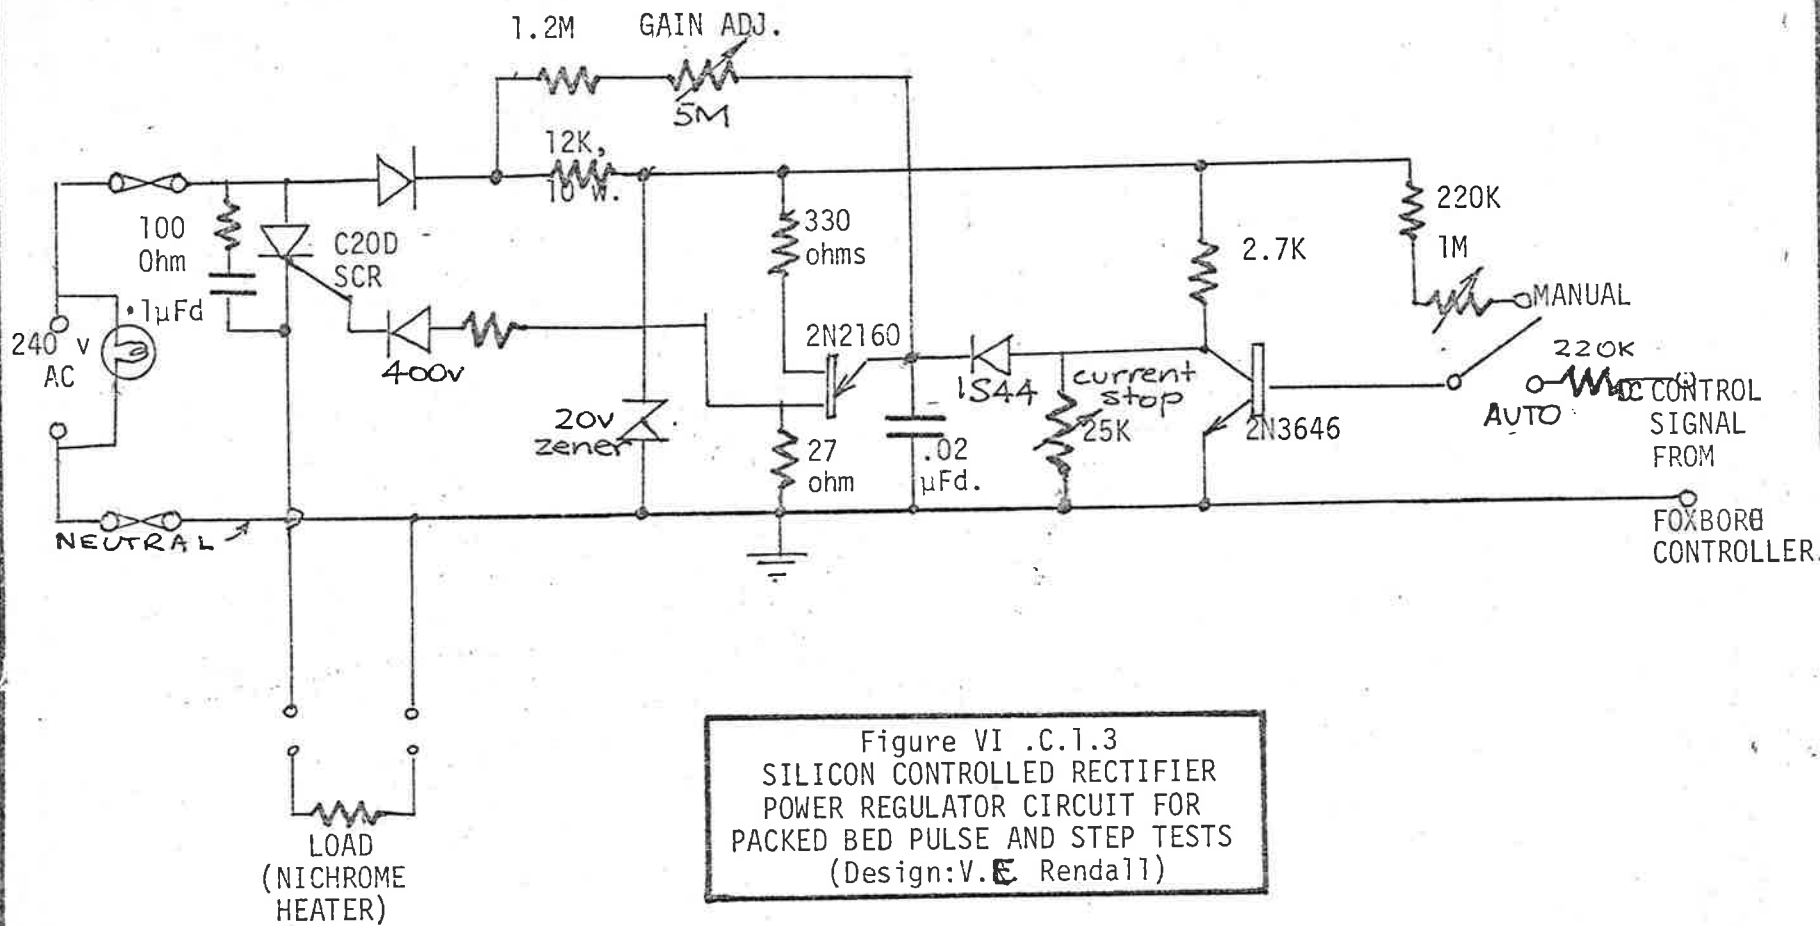 1.2M
GAIN ADJ.
5M
12K,
10 W.
100
Ohm
.1µFd
C20D
SCR
330
ohms
2.7K
220K
1M
MANUAL
240 v
AC
400v
2N2160
1S44
current
stop
25K
220K
AUTO
2N3646
20v
zener
27
ohm
.02
µFd.
DC CONTROL
SIGNAL
FROM
FOXBORO
CONTROLLER.
NEUTRAL
LOAD
(NICHROME
HEATER)
Figure VI .C.1.3
SILICON CONTROLLED RECTIFIER
POWER REGULATOR CIRCUIT FOR
PACKED BED PULSE AND STEP TESTS
(Design:V.E. Rendall)